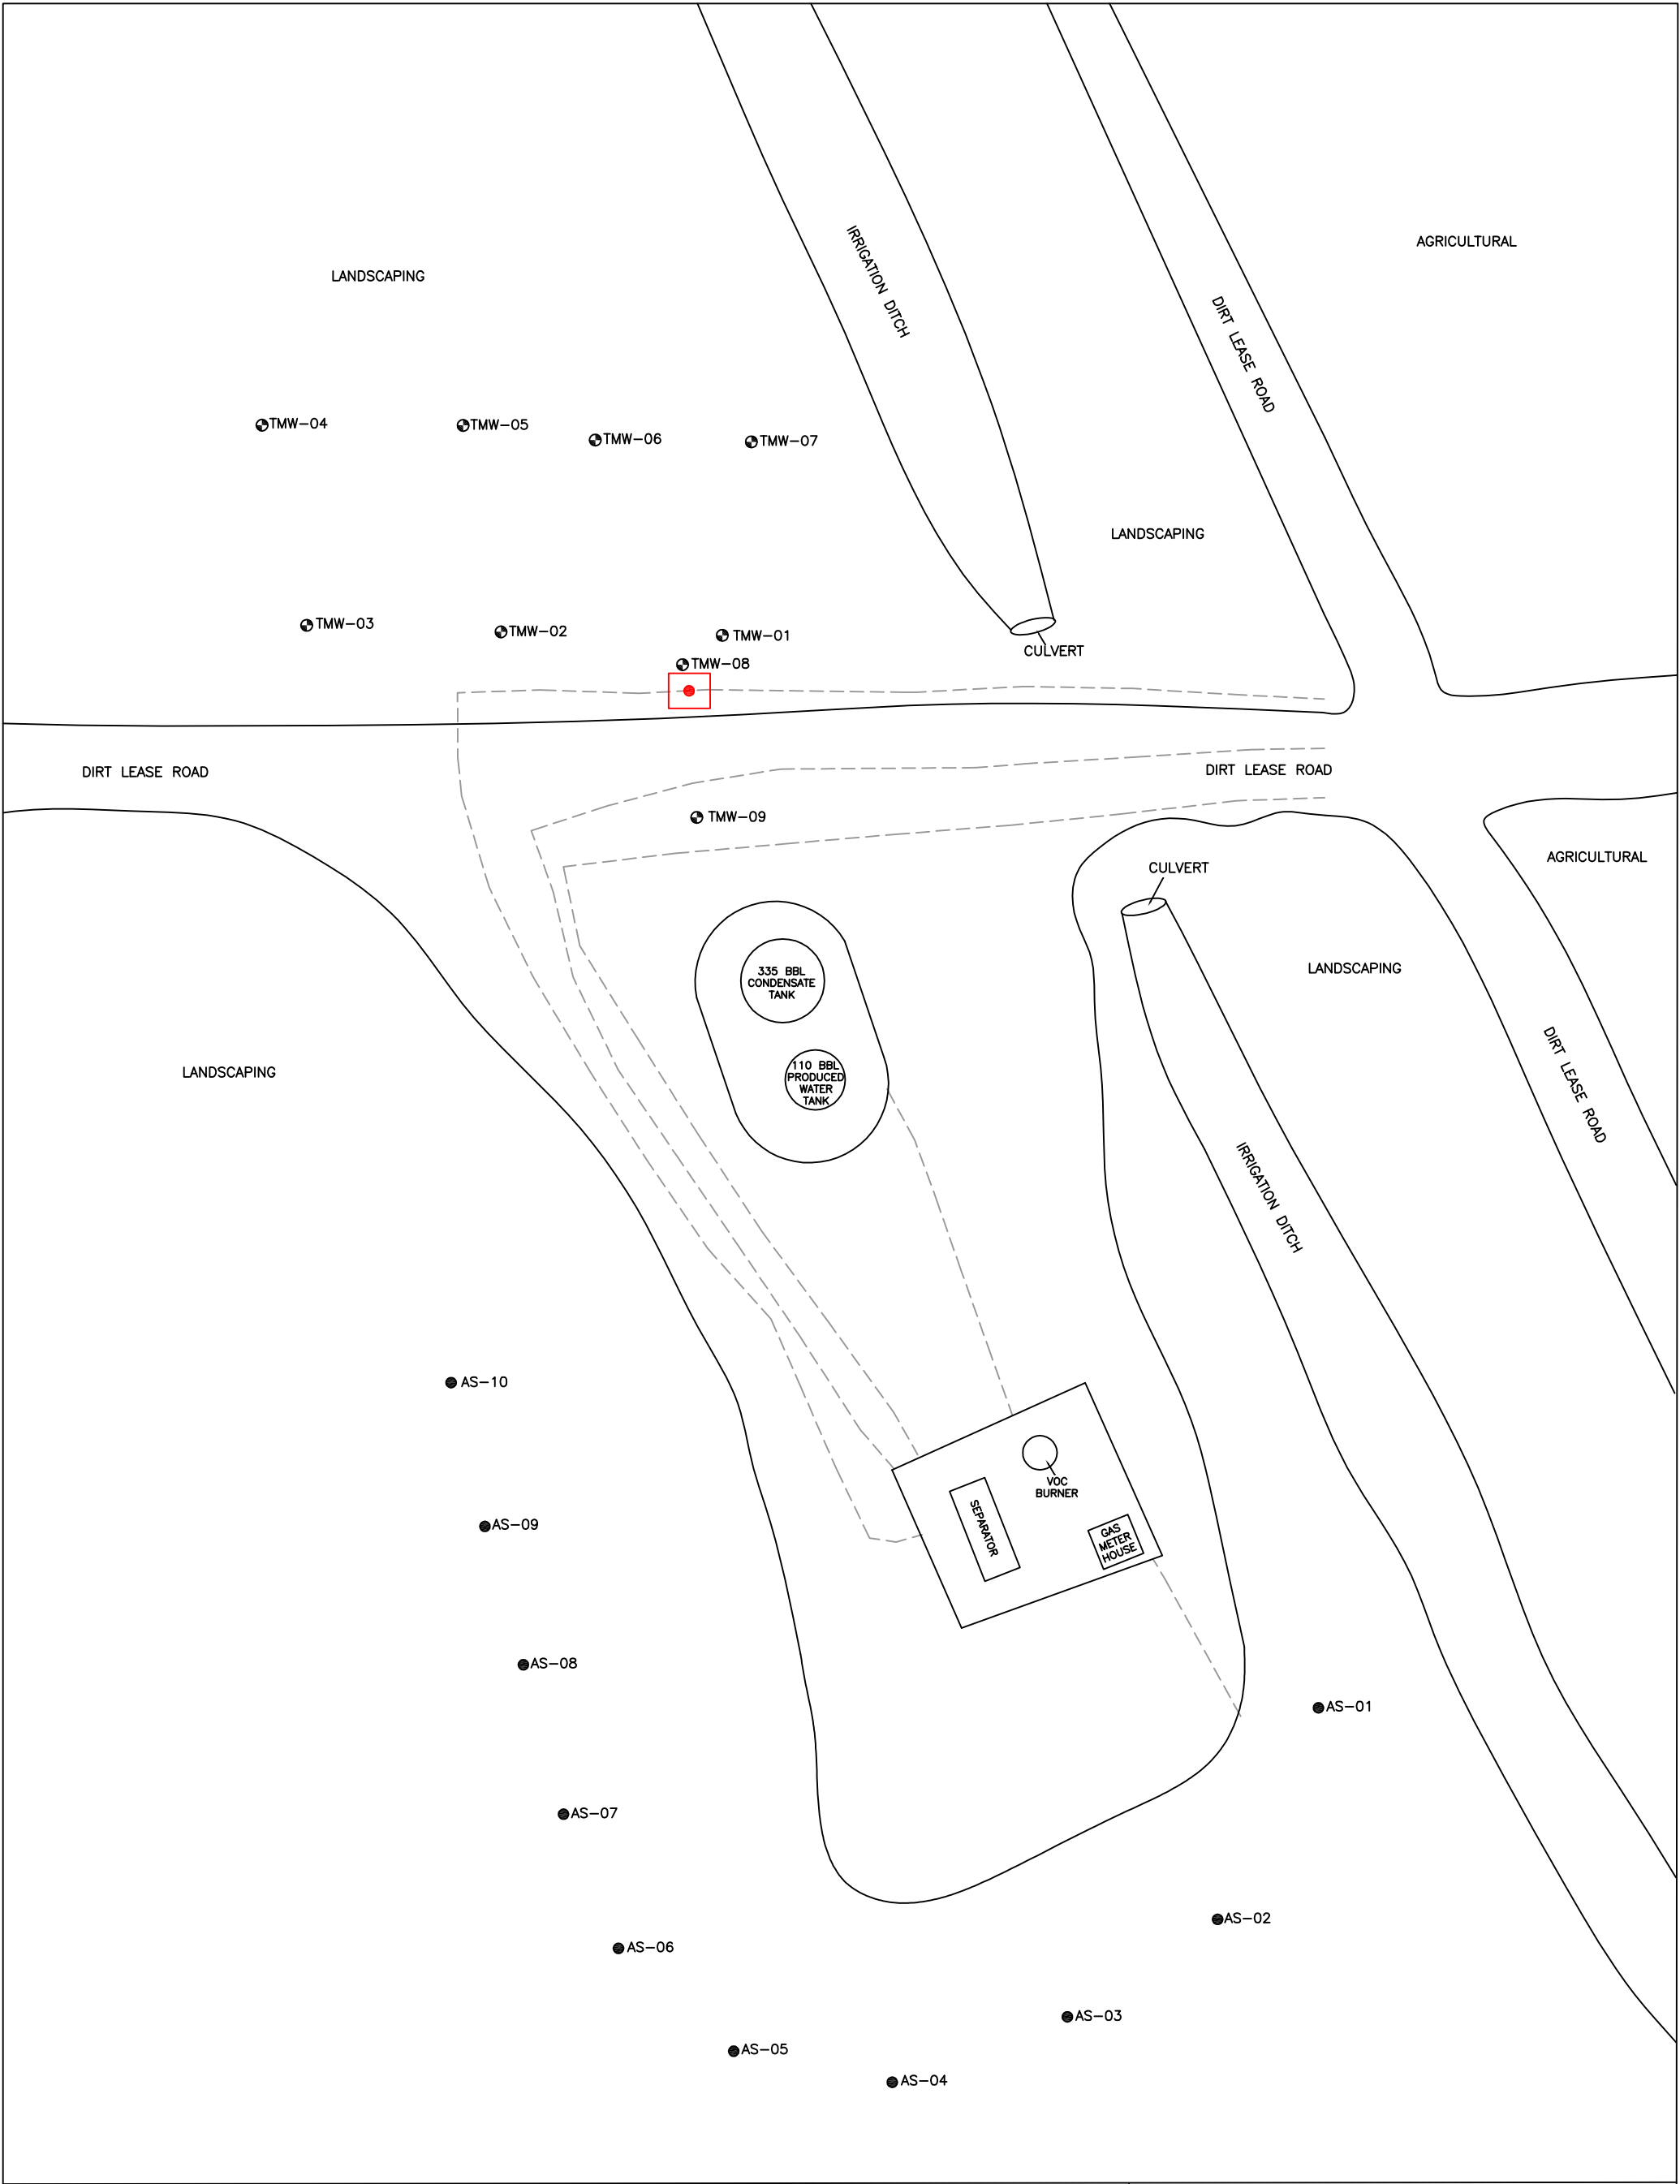 AGRICULTURAL
LANDSCAPING
IRRIGATION DITCH
DIRT LEASE ROAD
TMW-04
TMW-05
TMW-06
TMW-07
LANDSCAPING
TMW-03
TMW-02
TMW-01
CULVERT
TMW-08
DIRT LEASE ROAD
DIRT LEASE ROAD
TMW-09
AGRICULTURAL
CULVERT
LANDSCAPING
335 BBL
CONDENSATE
TANK
LANDSCAPING
110 BBL
PRODUCED
WATER
TANK
DIRT LEASE ROAD
IRRIGATION DITCH
AS-10
VOC
BURNER
SEPARATOR
GAS
METER
HOUSE
AS-09
AS-08
AS-01
AS-07
AS-02
AS-06
AS-03
AS-05
AS-04